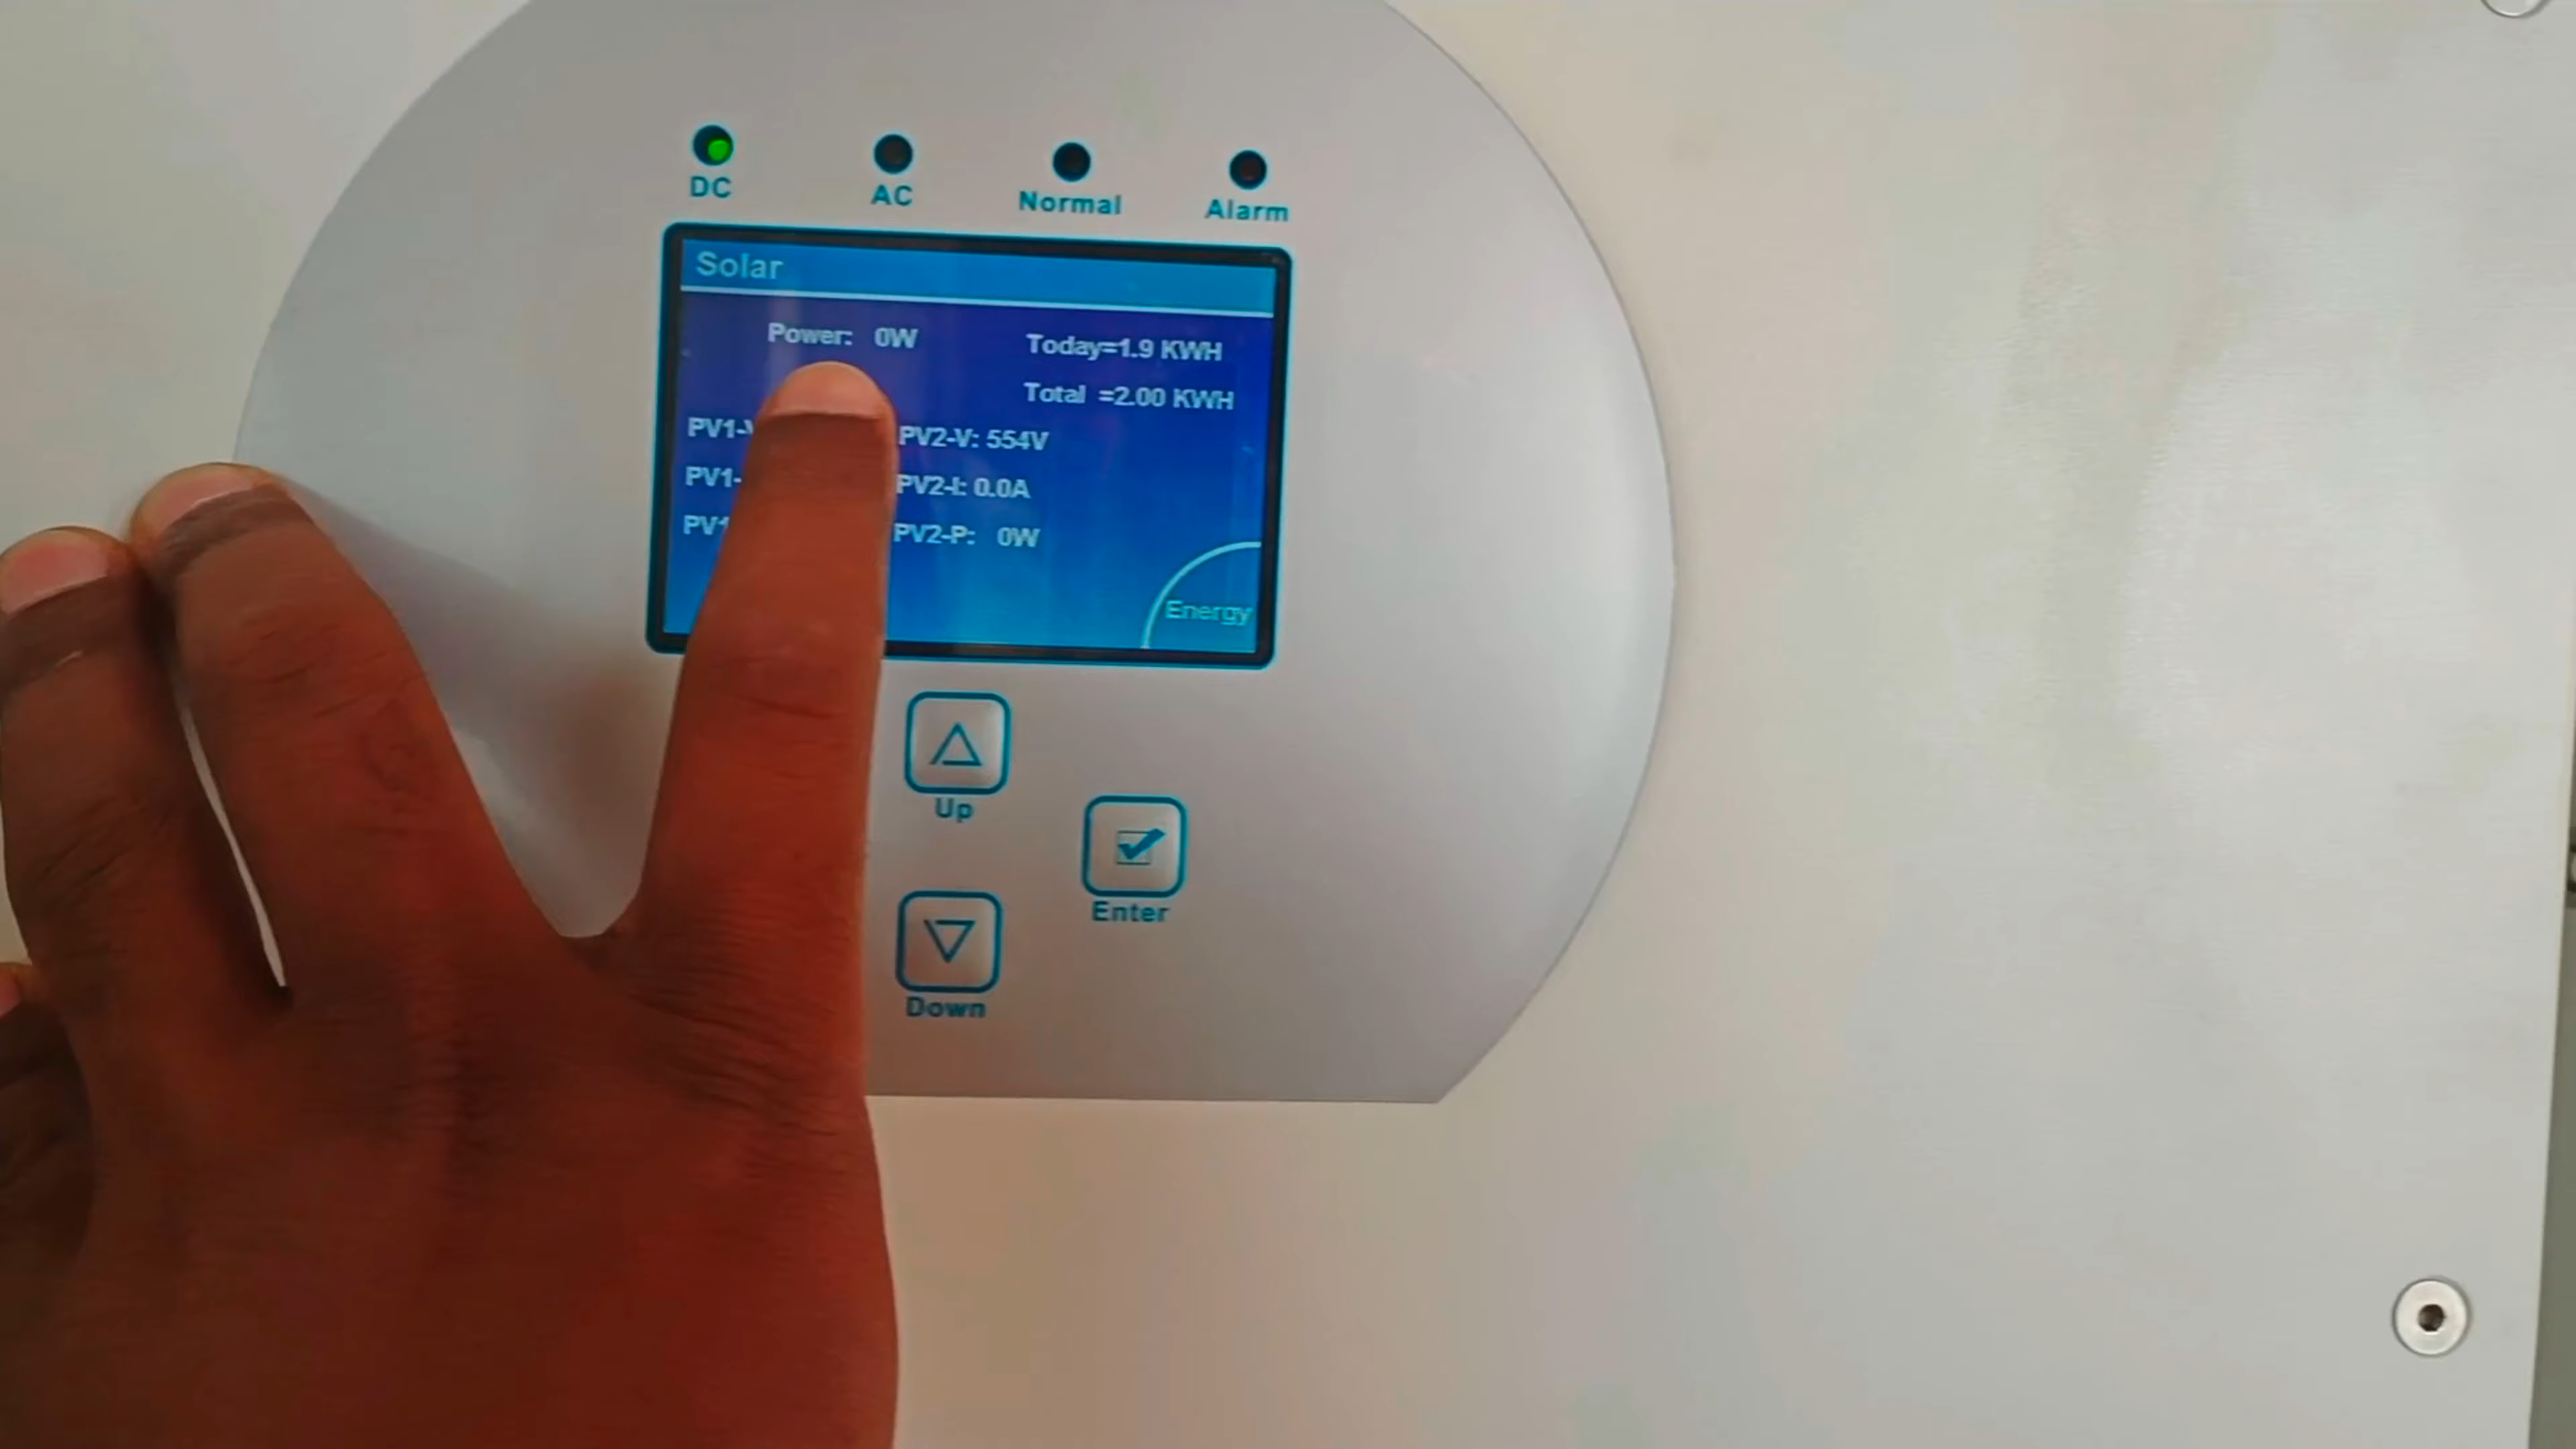 DC AC Normal Alarm
Solar
Power: 0W Today=1.9 KWH
Total =2.00 KWH
PV2-V: 554V
PV2-I: 0.0A
PV2-P: 0W
Energy
Up
Enter
Down